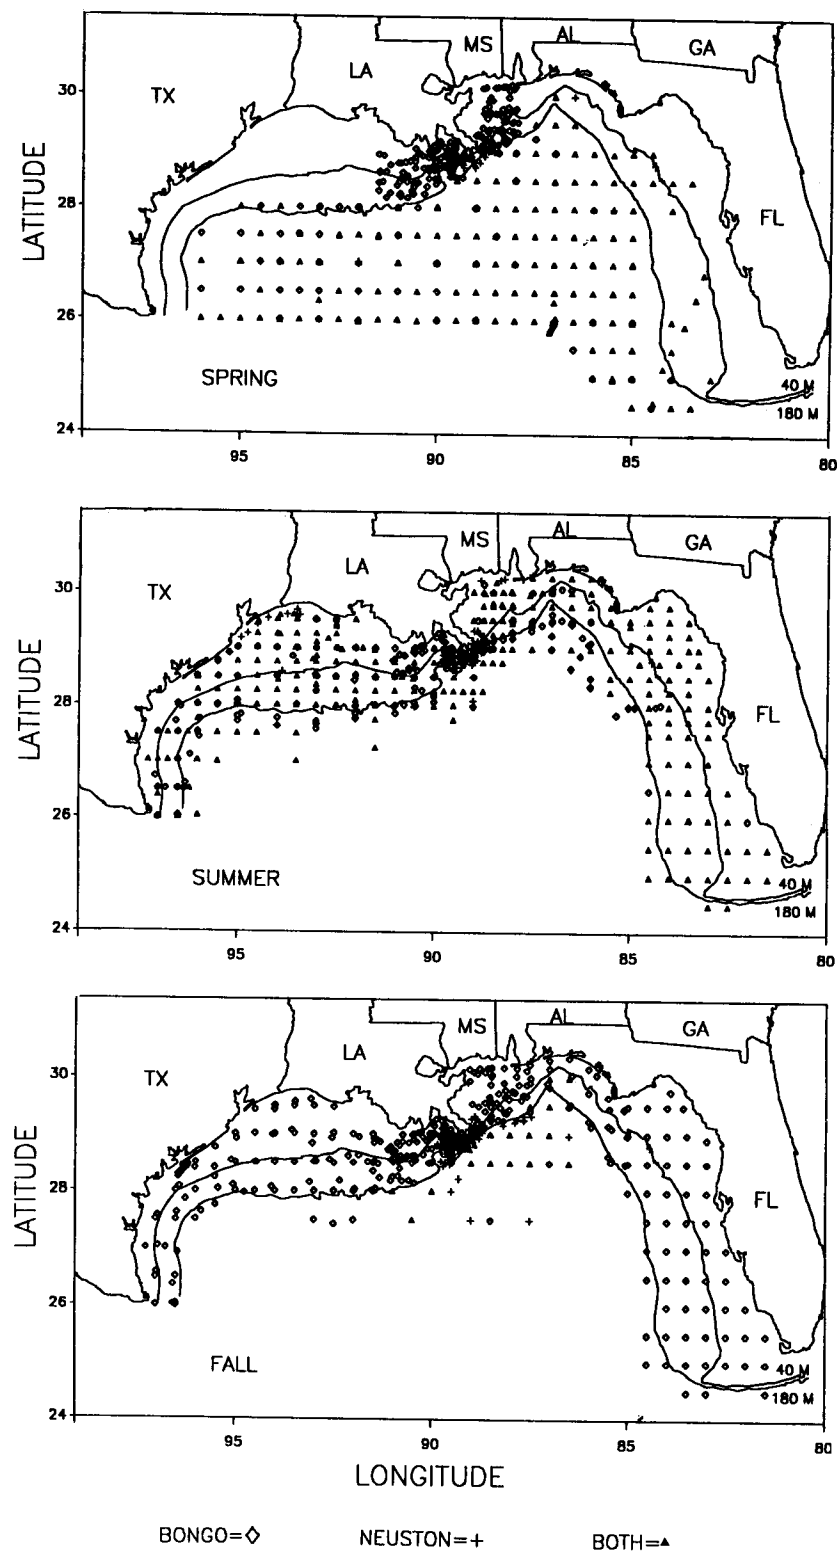 MS
AL
GA
LA
TX
30
28
FL
26
SPRING
40 M
180 M
24
95
90
85
80
LATITUDE
MS
AL
GA
LA
TX
30
28
FL
26
SUMMER
40 M
180 M
24
95
90
85
80
LATITUDE
MS
AL
GA
LA
TX
30
28
FL
26
FALL
40 M
180 M
24
95
90
85
80
LATITUDE
LONGITUDE
BONGO=◇ NEUSTON=+ BOTH=▲